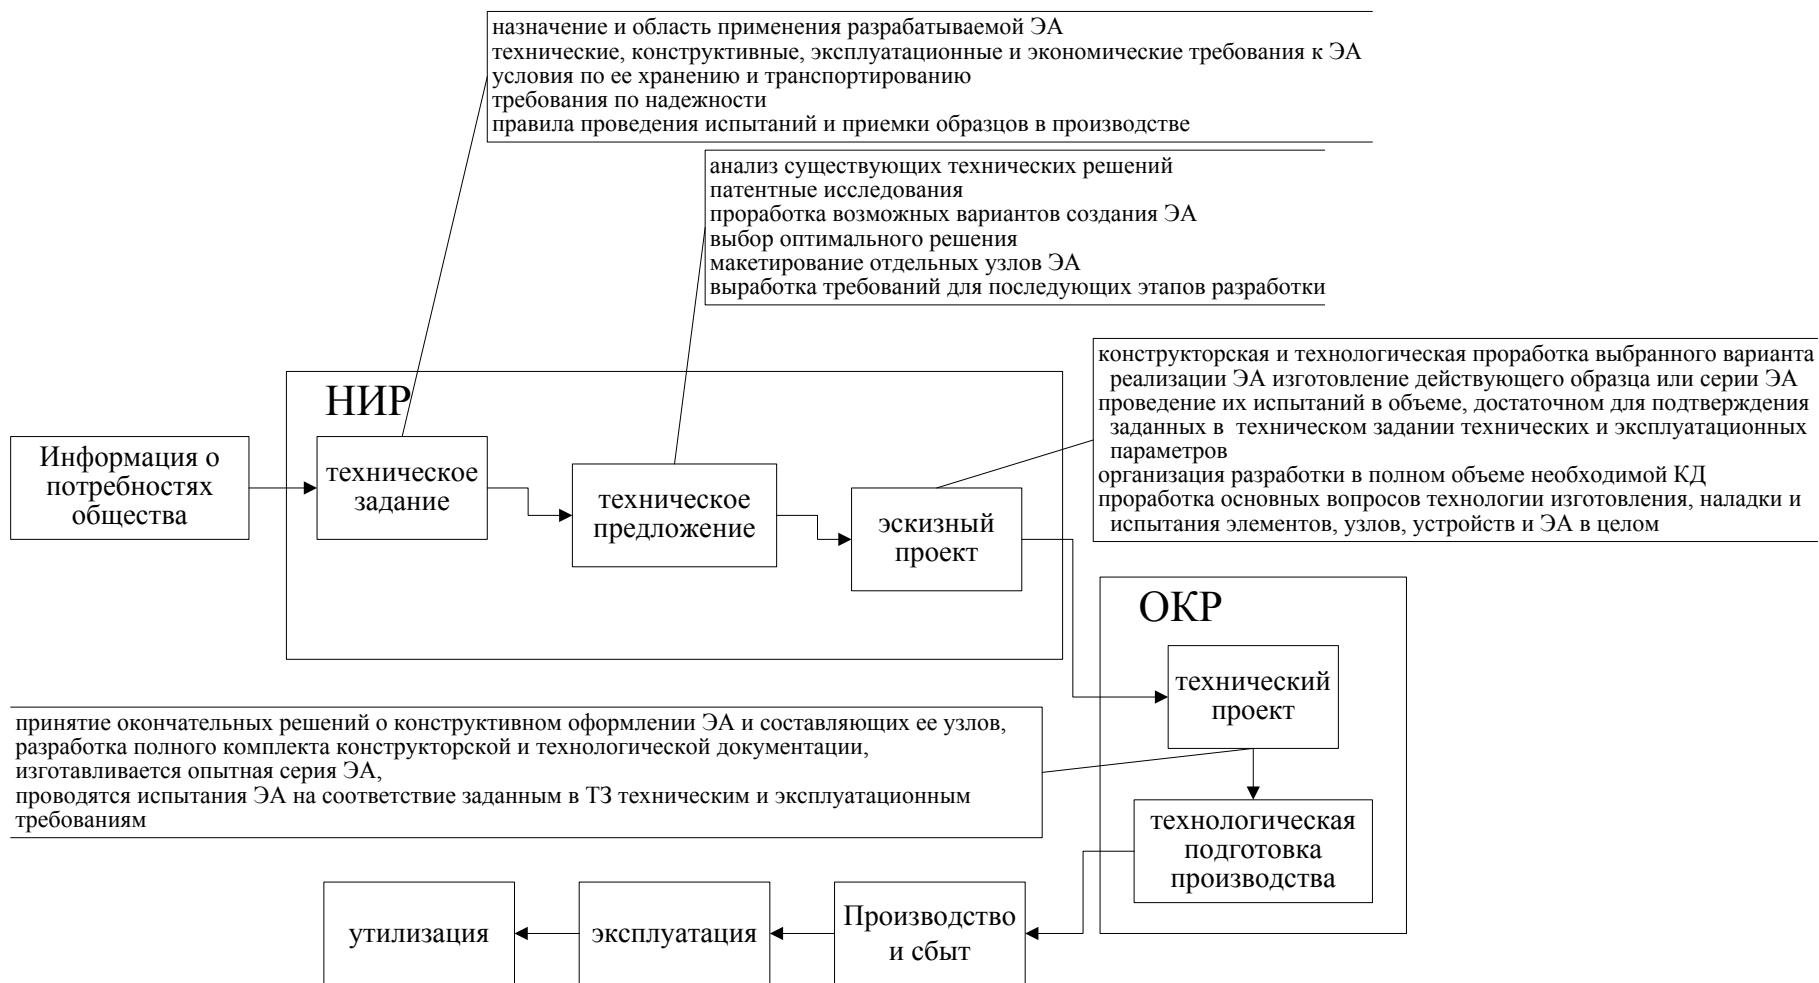 назначение и область применения разрабатываемой ЭА
технические, конструктивные, эксплуатационные и экономические требования к ЭА
условия по ее хранению и транспортированию
требования по надежности
правила проведения испытаний и приемки образцов в производстве
анализ существующих технических решений
патентные исследования
проработка возможных вариантов создания ЭА
выбор оптимального решения
макетирование отдельных узлов ЭА
выработка требований для последующих этапов разработки
конструкторская и технологическая проработка выбранного варианта
реализации ЭА изготовление действующего образца или серии ЭА
проведение их испытаний в объеме, достаточном для подтверждения
заданных в техническом задании технических и эксплуатационных
параметров
организация разработки в полном объеме необходимой КД
проработка основных вопросов технологии изготовления, наладки и
испытания элементов, узлов, устройств и ЭА в целом
НИР
Информация о
потребностях
общества
техническое
задание
техническое
предложение
эскизный
проект
ОКР
технический
проект
принятие окончательных решений о конструктивном оформлении ЭА и составляющих ее узлов,
разработка полного комплекта конструкторской и технологической документации,
изготавливается опытная серия ЭА,
проводятся испытания ЭА на соответствие заданным в ТЗ техническим и эксплуатационным
требованиям
технологическая
подготовка
производства
Производство
и сбыт
эксплуатация
утилизация